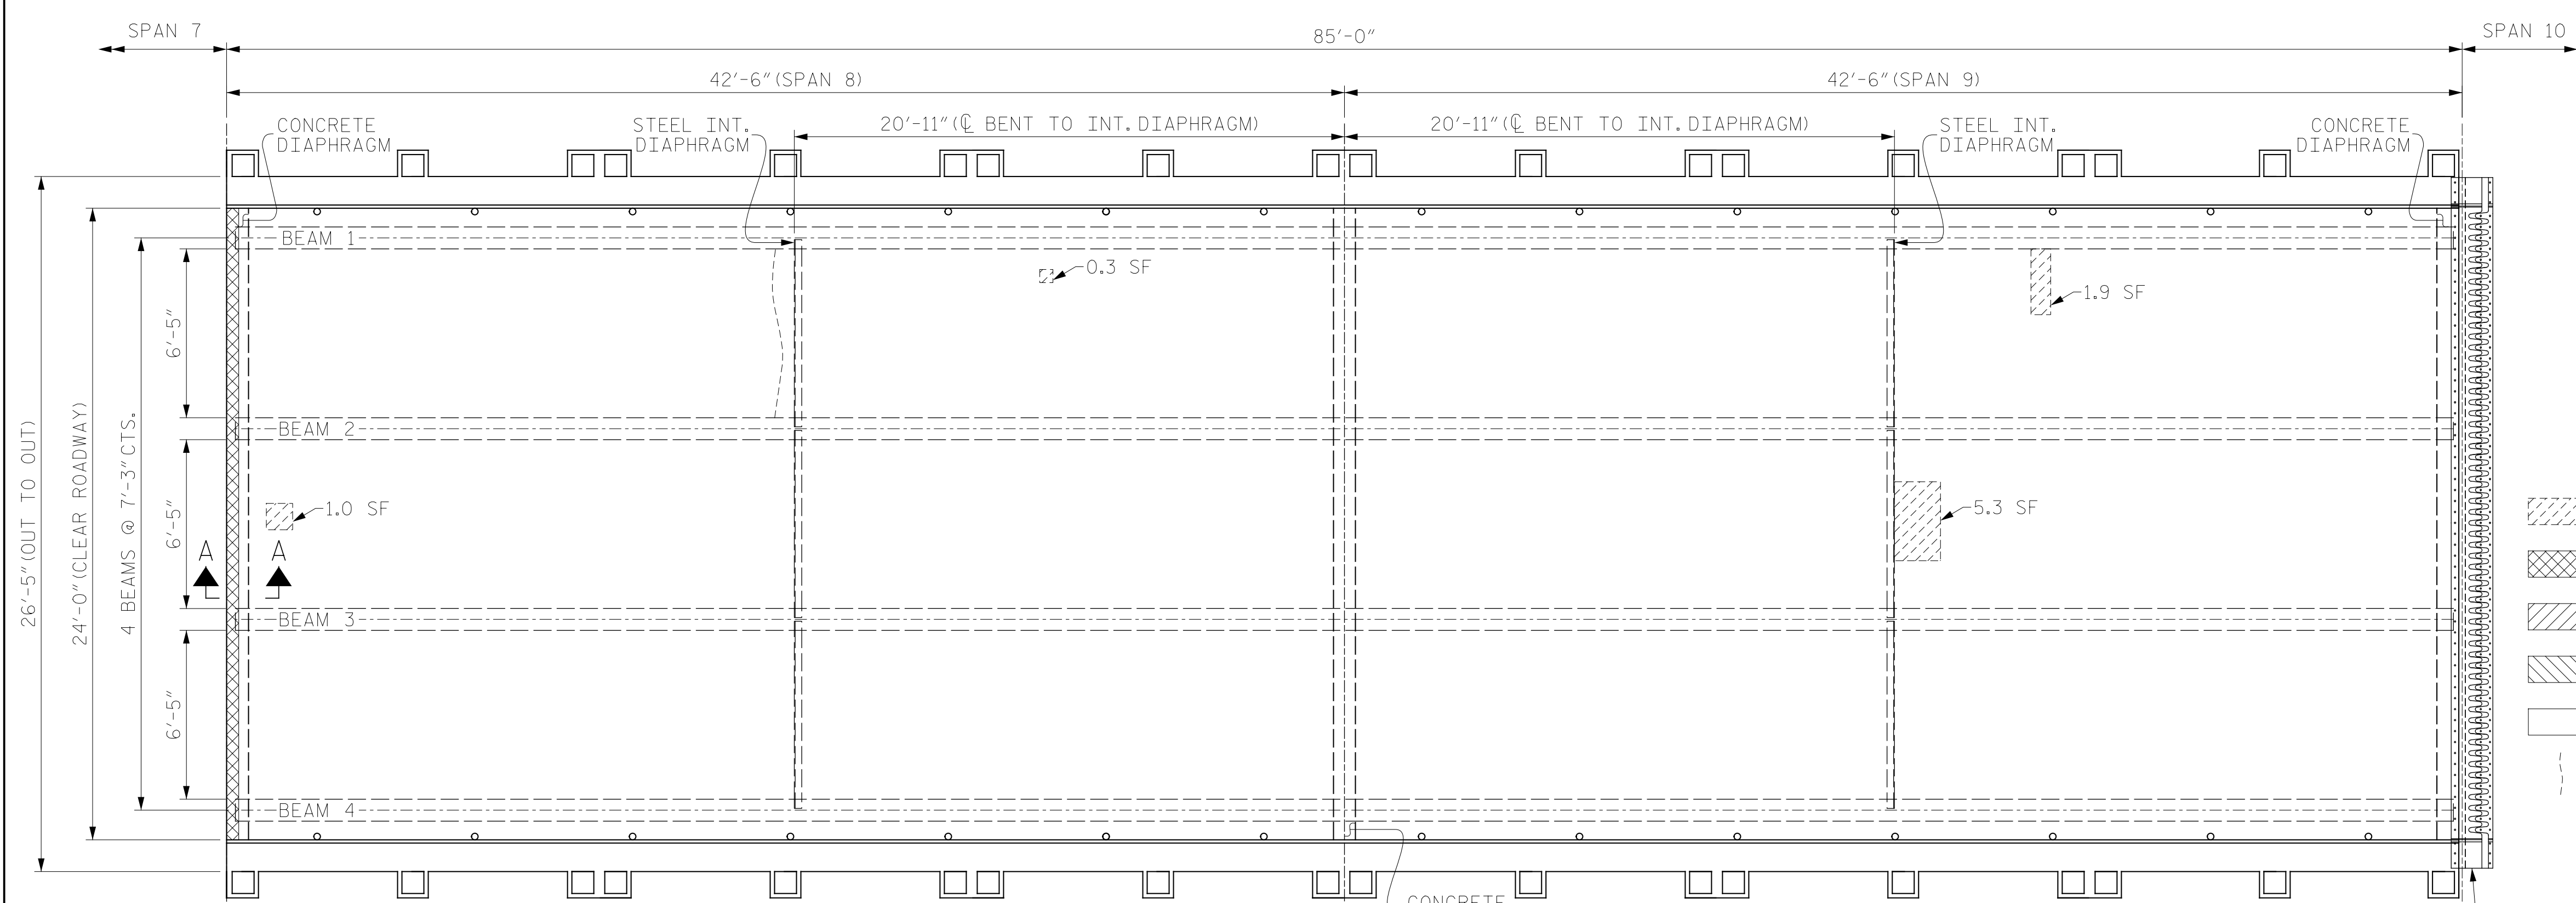 SPAN 7
85'-0"
SPAN 10
42'-6" (SPAN 8)
42'-6" (SPAN 9)
CONCRETE
DIAPHRAGM
STEEL INT.
DIAPHRAGM
20'-11" (℄ BENT TO INT. DIAPHRAGM)
20'-11" (℄ BENT TO INT. DIAPHRAGM)
STEEL INT.
DIAPHRAGM
CONCRETE
DIAPHRAGM
BEAM 1
0.3 SF
1.9 SF
6'-5"
BEAM 2
26'-5" (OUT TO OUT)
24'-0" (CLEAR ROADWAY)
4 BEAMS @ 7'-3" CTS.
6'-5"
1.0 SF
5.3 SF
A
A
BEAM 3
6'-5"
BEAM 4
CONCRETE